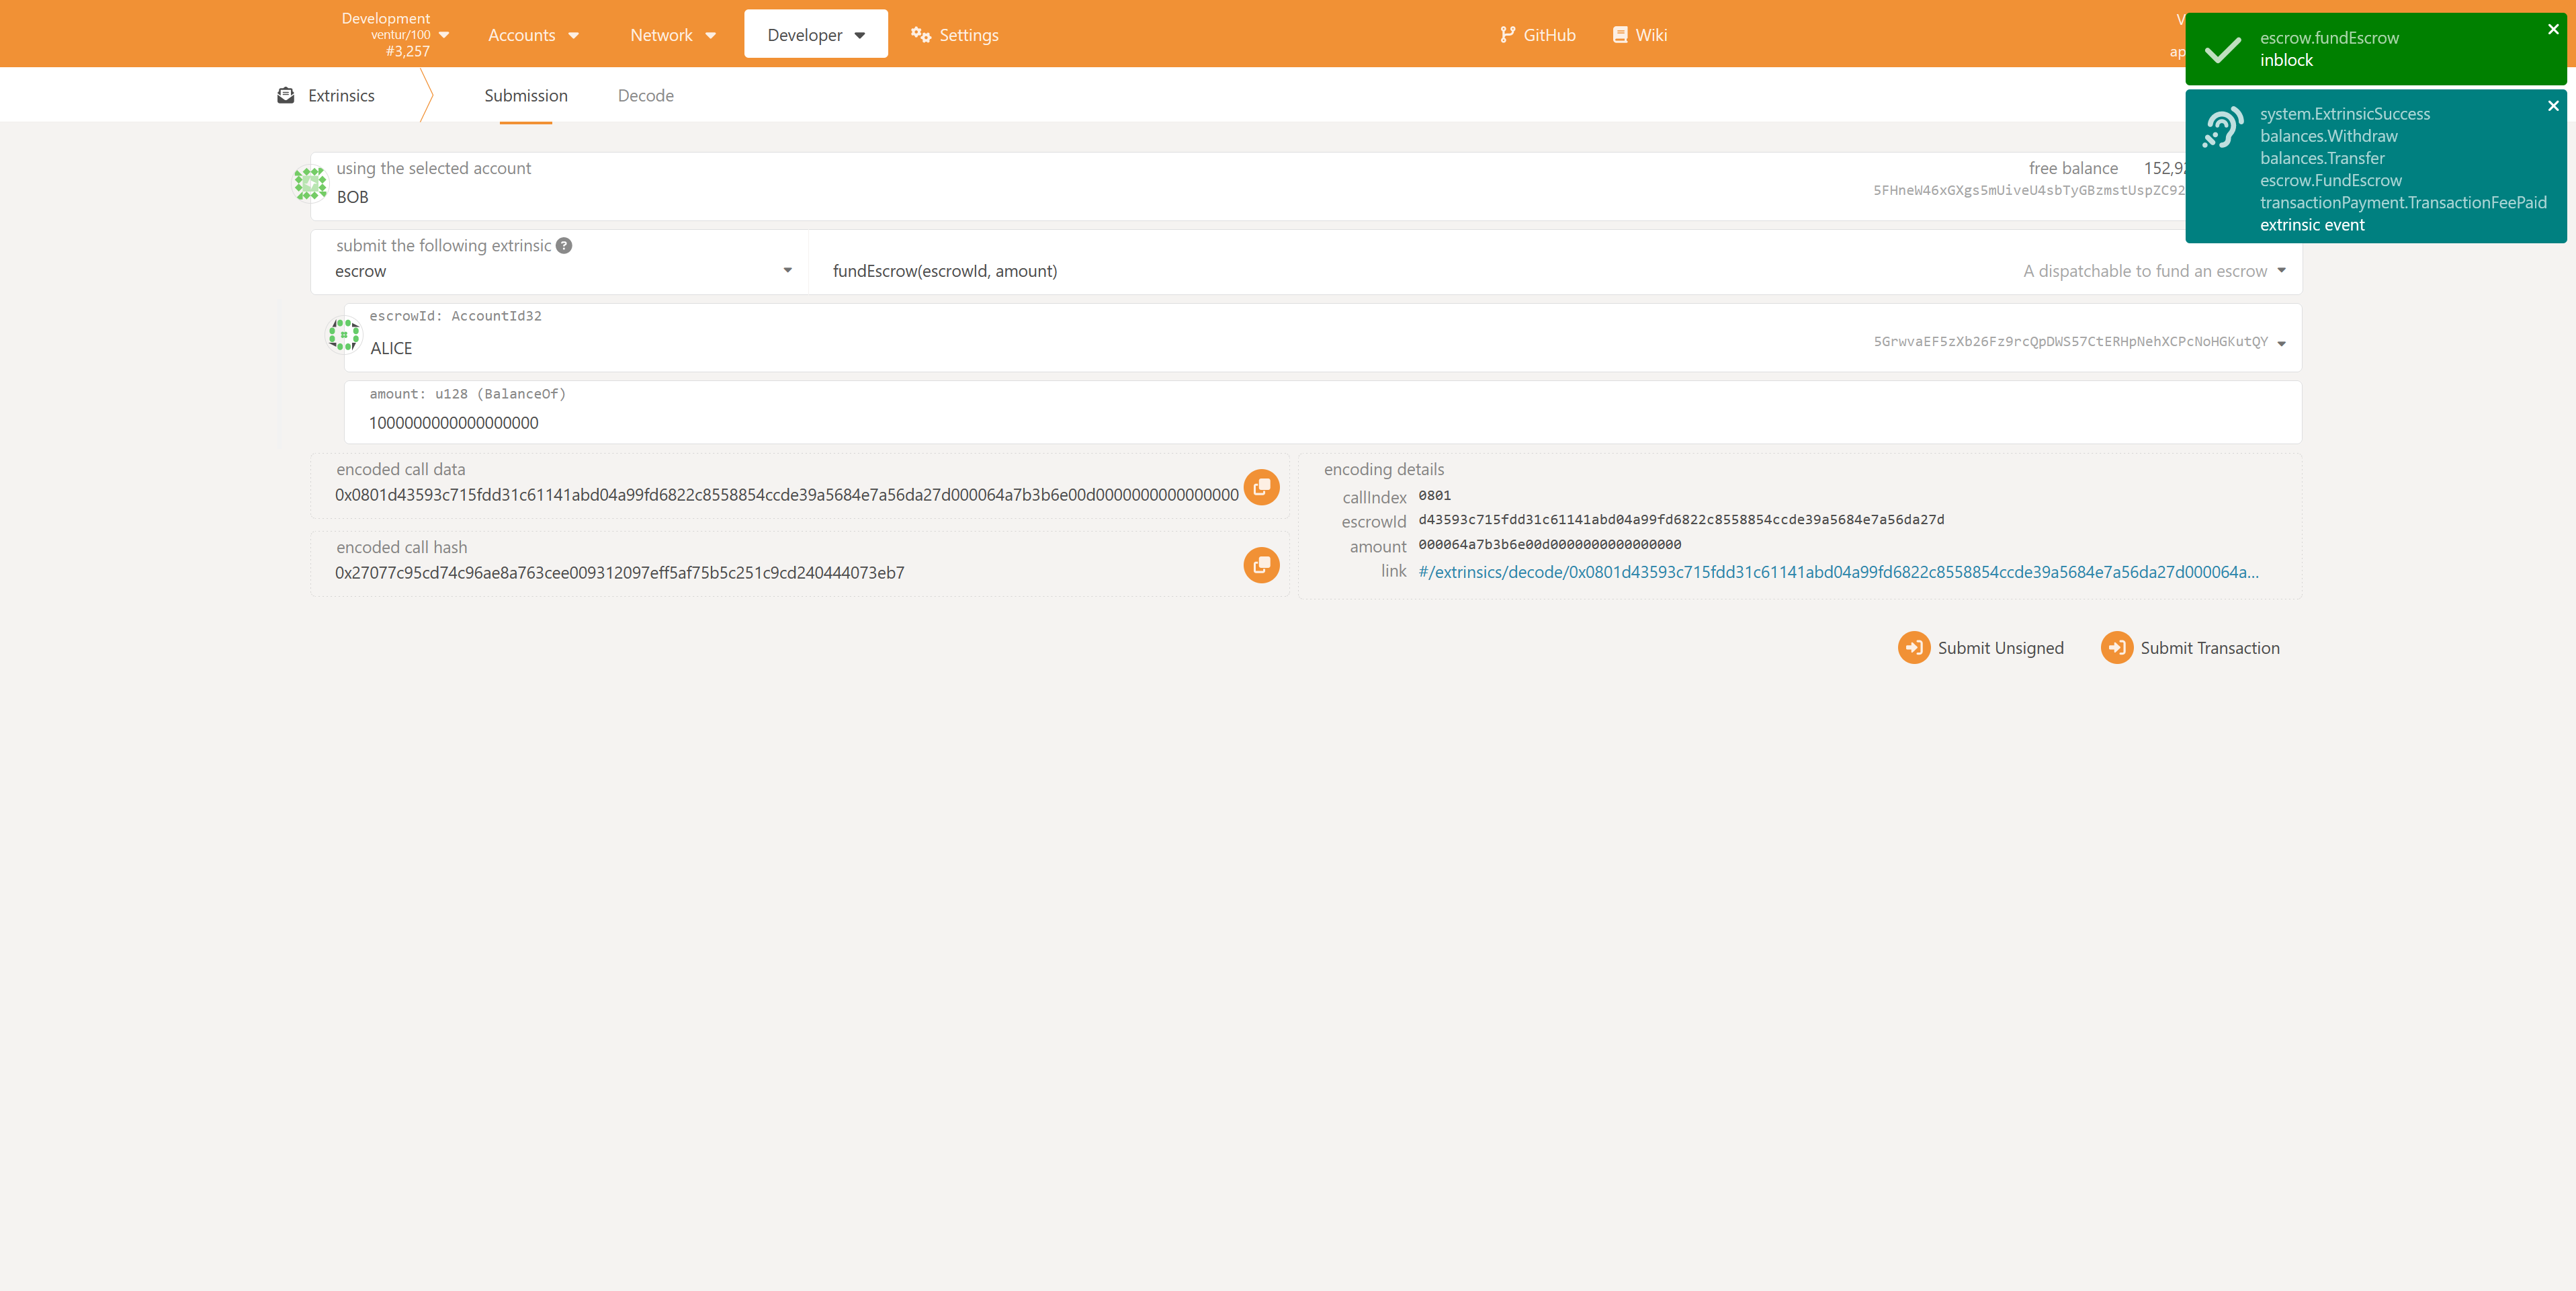 Development
ventur/100
#3,257
Accounts
Network
Developer
Settings
GitHub
Wiki
Extrinsics
Submission
Decode
escrow.fundEscrow
inblock
system.ExtrinsicSuccess
balances.Withdraw
balances.Transfer
escrow.FundEscrow
transactionPayment.TransactionFeePaid
extrinsic event
using the selected account
BOB
free balance 152,92
5FHneW46xGXgs5mUiveU4sbTyGBzmstUspZC92
submit the following extrinsic
escrow
fundEscrow(escrowId, amount)
A dispatchable to fund an escrow
escrowId: AccountId32
ALICE
5GrwvaEF5zXb26Fz9rcQpDWS57CtERHpNehXCPcNoHGKutQY
amount: u128 (BalanceOf)
1000000000000000000
encoded call data
0x0801d43593c715fdd31c61141abd04a99fd6822c8558854ccde39a5684e7a56da27d000064a7b3b6e00d0000000000000000
encoded call hash
0x27077c95cd74c96ae8a763cee009312097eff5af75b5c251c9cd240444073eb7
encoding details
callIndex 0801
escrowId d43593c715fdd31c61141abd04a99fd6822c8558854ccde39a5684e7a56da27d
amount 000064a7b3b6e00d0000000000000000
link #/extrinsics/decode/0x0801d43593c715fdd31c61141abd04a99fd6822c8558854ccde39a5684e7a56da27d000064a...
Submit Unsigned
Submit Transaction